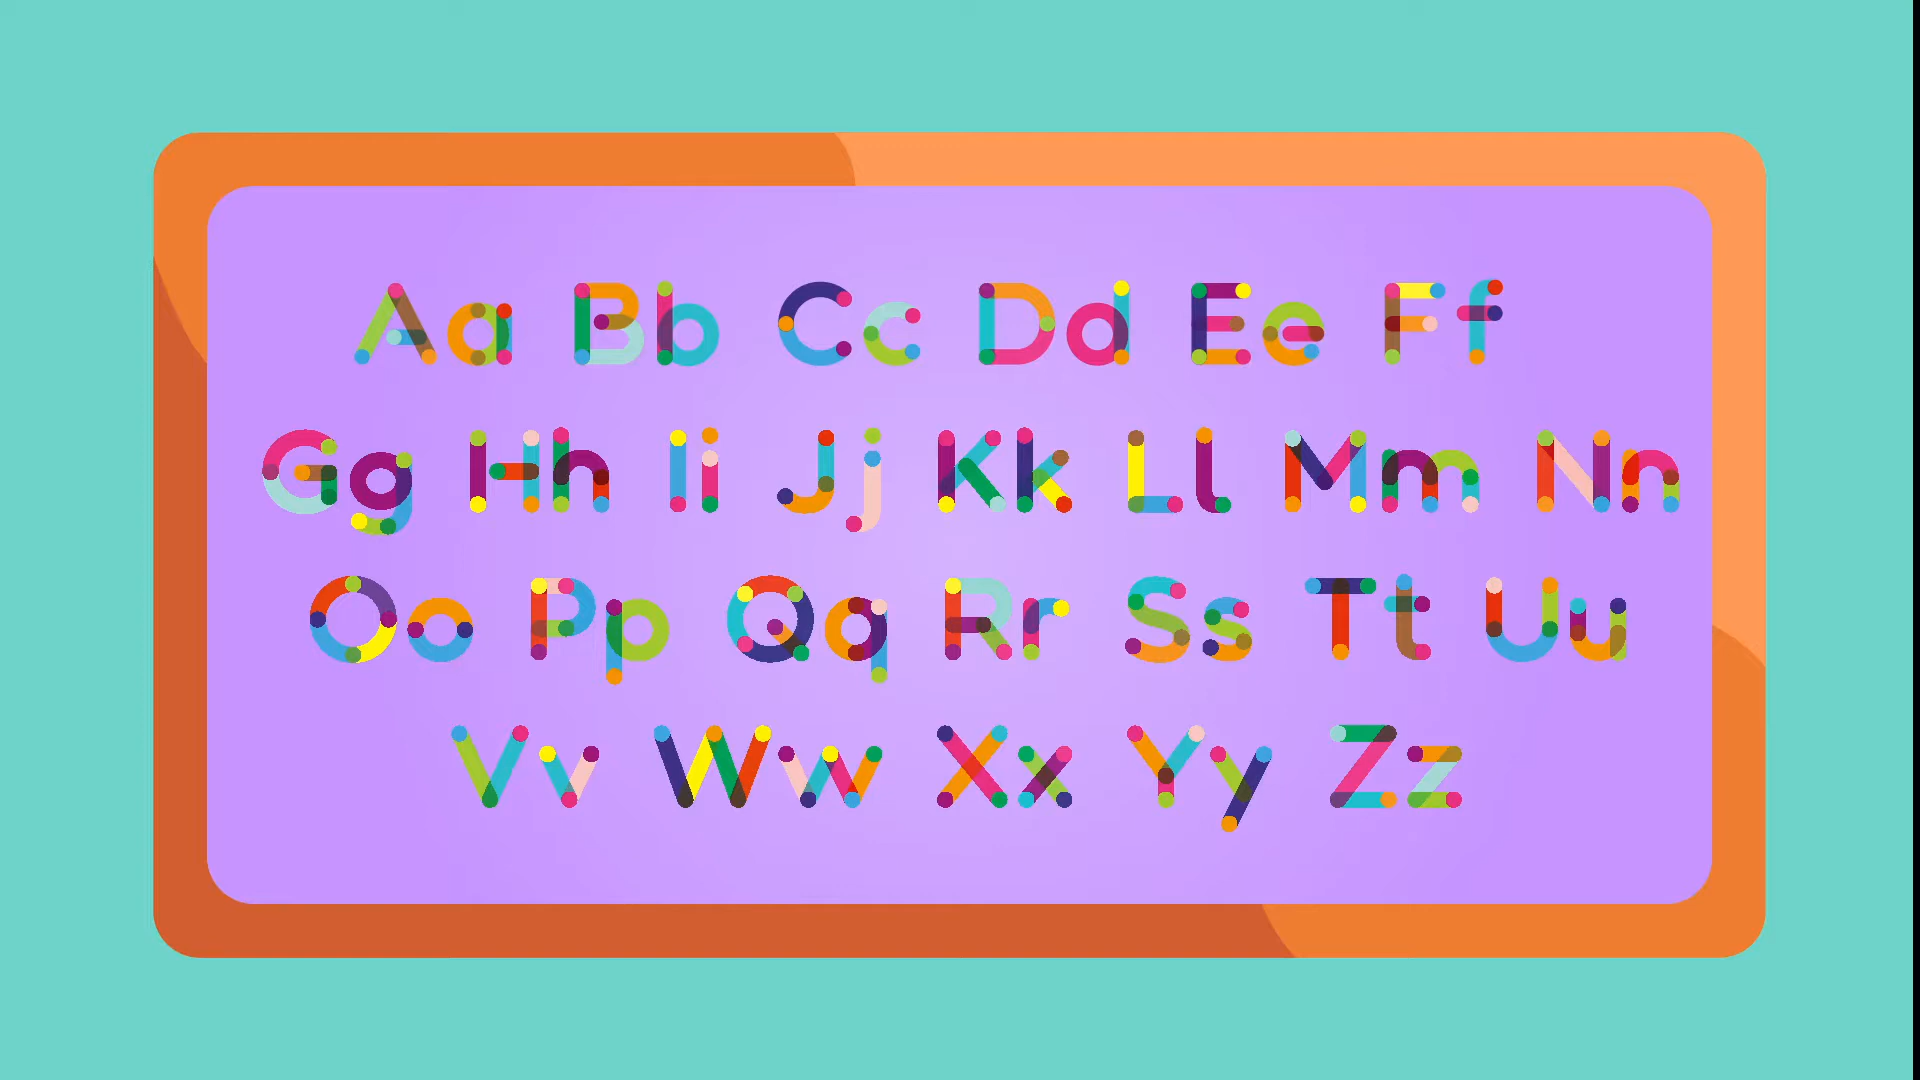 Aa Bb Cc Dd Ee Ff
Gg Hh Ii Jj Kk Ll Mm Nn
Oo Pp Qq Rr Ss Tt Uu
Vv Ww Xx Yy Zz